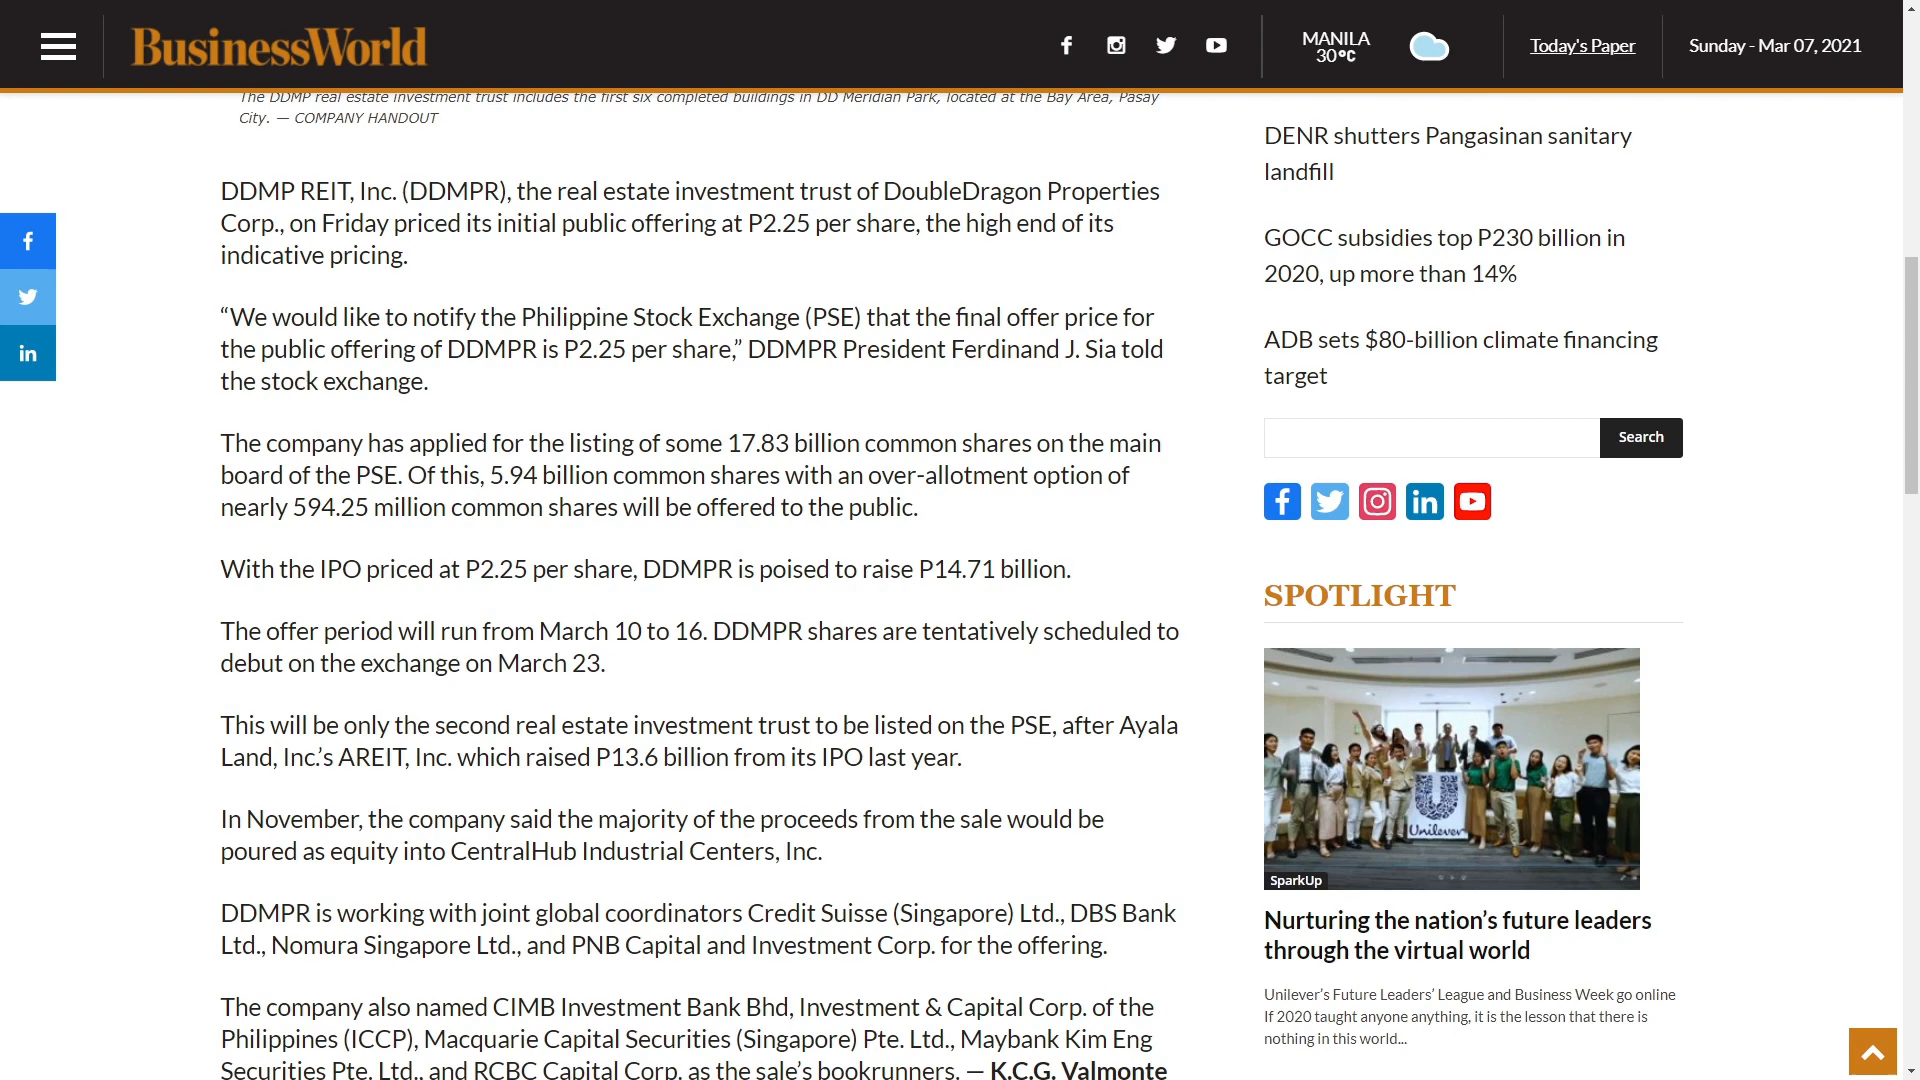 BusinessWorld
MANILA
30°C
Today's Paper
Sunday - Mar 07, 2021
The DDMP real estate investment trust includes the first six completed buildings in DD Meridian Park, located at the Bay Area, Pasay
City. — COMPANY HANDOUT
DDMP REIT, Inc. (DDMPR), the real estate investment trust of DoubleDragon Properties
Corp., on Friday priced its initial public offering at P2.25 per share, the high end of its
indicative pricing.
“We would like to notify the Philippine Stock Exchange (PSE) that the final offer price for
the public offering of DDMPR is P2.25 per share,” DDMPR President Ferdinand J. Sia told
the stock exchange.
The company has applied for the listing of some 17.83 billion common shares on the main
board of the PSE. Of this, 5.94 billion common shares with an over-allotment option of
nearly 594.25 million common shares will be offered to the public.
With the IPO priced at P2.25 per share, DDMPR is poised to raise P14.71 billion.
The offer period will run from March 10 to 16. DDMPR shares are tentatively scheduled to
debut on the exchange on March 23.
This will be only the second real estate investment trust to be listed on the PSE, after Ayala
Land, Inc.’s AREIT, Inc. which raised P13.6 billion from its IPO last year.
In November, the company said the majority of the proceeds from the sale would be
poured as equity into CentralHub Industrial Centers, Inc.
DDMPR is working with joint global coordinators Credit Suisse (Singapore) Ltd., DBS Bank
Ltd., Nomura Singapore Ltd., and PNB Capital and Investment Corp. for the offering.
The company also named CIMB Investment Bank Bhd, Investment & Capital Corp. of the
Philippines (ICCP), Macquarie Capital Securities (Singapore) Pte. Ltd., Maybank Kim Eng
Securities Pte. Ltd., and RCBC Capital Corp. as the sale’s bookrunners. — K.C.G. Valmonte
DENR shutters Pangasinan sanitary
landfill
GOCC subsidies top P230 billion in
2020, up more than 14%
ADB sets $80-billion climate financing
target
Search
SPOTLIGHT
Unilever
SparkUp
Nurturing the nation’s future leaders
through the virtual world
Unilever’s Future Leaders’ League and Business Week go online
If 2020 taught anyone anything, it is the lesson that there is
nothing in this world...